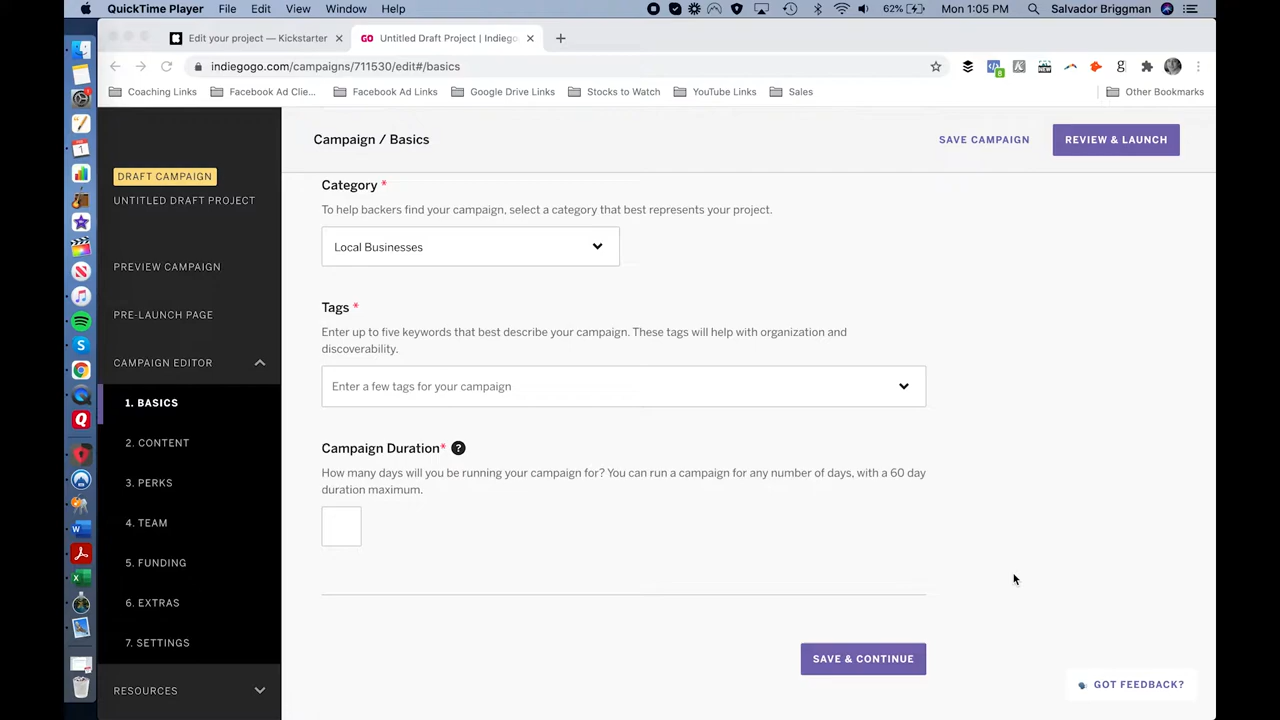 QuickTime Player File Edit View Window Help 62% Mon 1:05 PM Salvador Briggman
Edit your project — Kickstarter
GO Untitled Draft Project | Indiego
indiegogo.com/campaigns/711530/edit#/basics
Coaching Links Facebook Ad Clie... Facebook Ad Links Google Drive Links Stocks to Watch YouTube Links Sales Other Bookmarks
Campaign / Basics
SAVE CAMPAIGN
REVIEW & LAUNCH
DRAFT CAMPAIGN
UNTITLED DRAFT PROJECT
PREVIEW CAMPAIGN
PRE-LAUNCH PAGE
CAMPAIGN EDITOR
1. BASICS
2. CONTENT
3. PERKS
4. TEAM
5. FUNDING
6. EXTRAS
7. SETTINGS
RESOURCES
Category *
To help backers find your campaign, select a category that best represents your project.
Local Businesses
Tags *
Enter up to five keywords that best describe your campaign. These tags will help with organization and
discoverability.
Enter a few tags for your campaign
Campaign Duration* ?
How many days will you be running your campaign for? You can run a campaign for any number of days, with a 60 day
duration maximum.
SAVE & CONTINUE
GOT FEEDBACK?